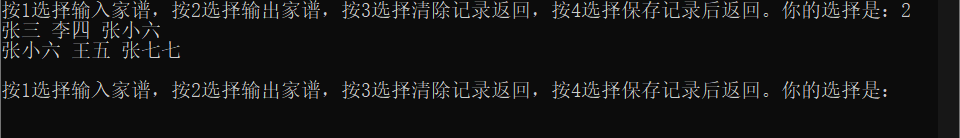 按1选择输入家谱，按2选择输出家谱，按3选择清除记录返回，按4选择保存记录后返回。你的选择是：2
张三 李四 张小六
张小六 王五 张七七
按1选择输入家谱，按2选择输出家谱，按3选择清除记录返回，按4选择保存记录后返回。你的选择是：